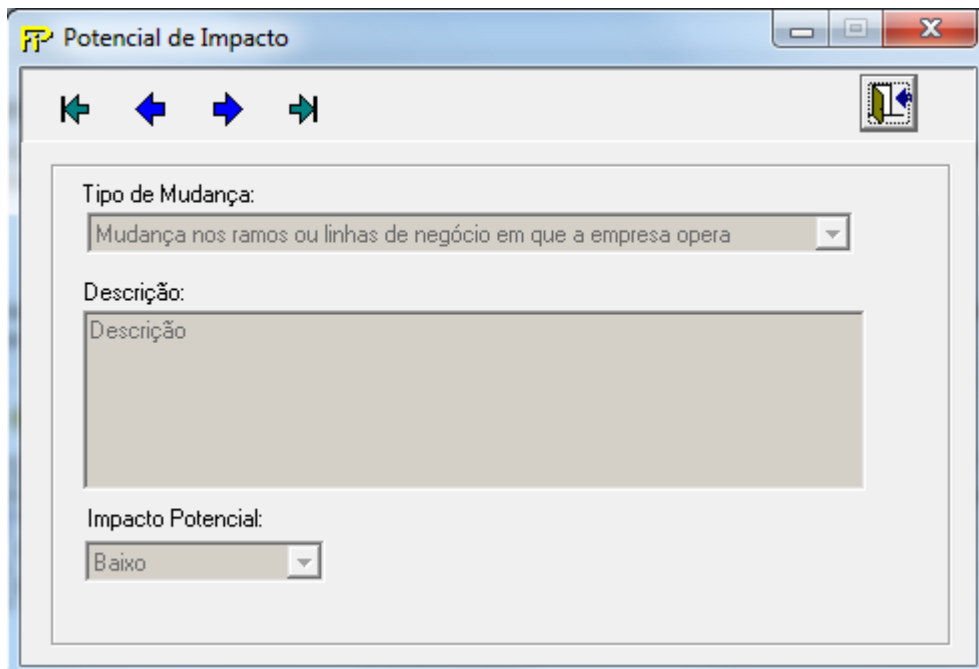 FIP Potencial de Impacto
Tipo de Mudança:
Mudança nos ramos ou linhas de negócio em que a empresa opera
Descrição:
Descrição
Impacto Potencial:
Baixo